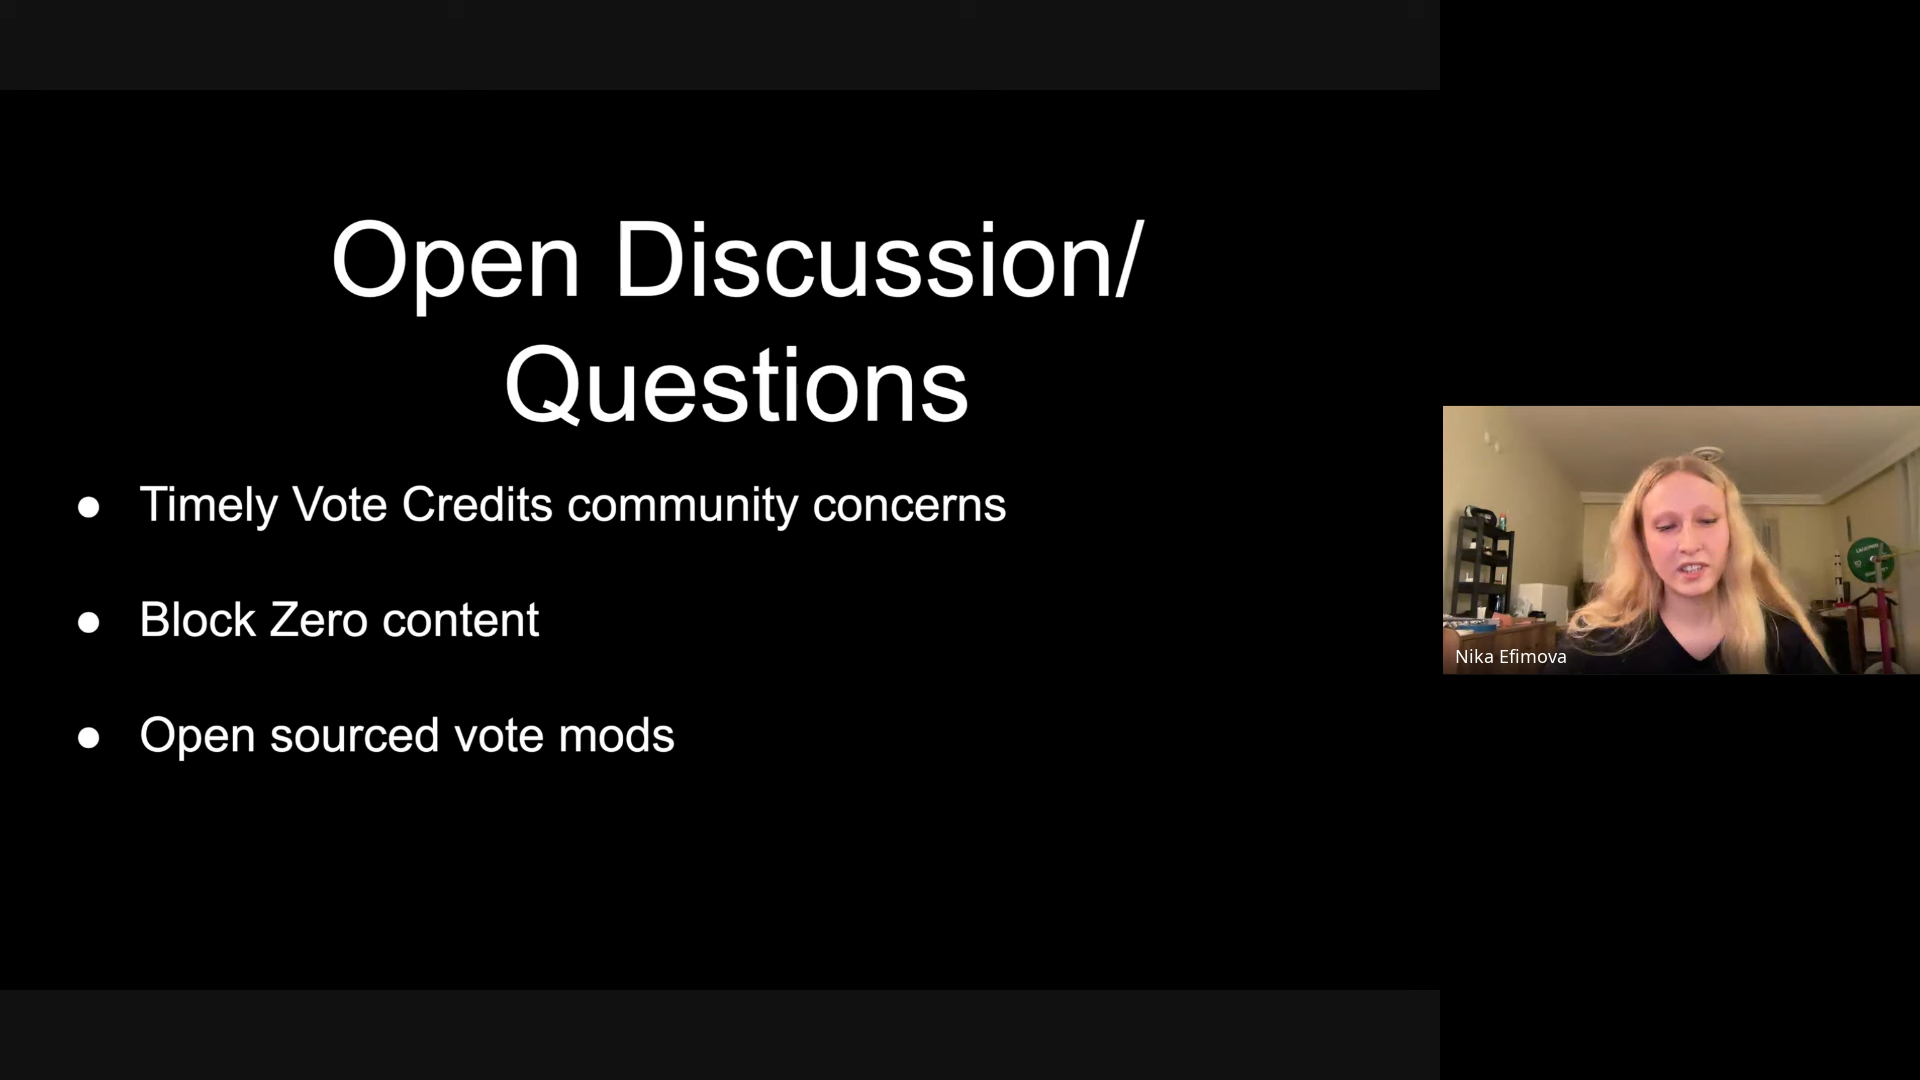 Open Discussion/
Questions
● Timely Vote Credits community concerns
● Block Zero content
● Open sourced vote mods
Nika Efimova